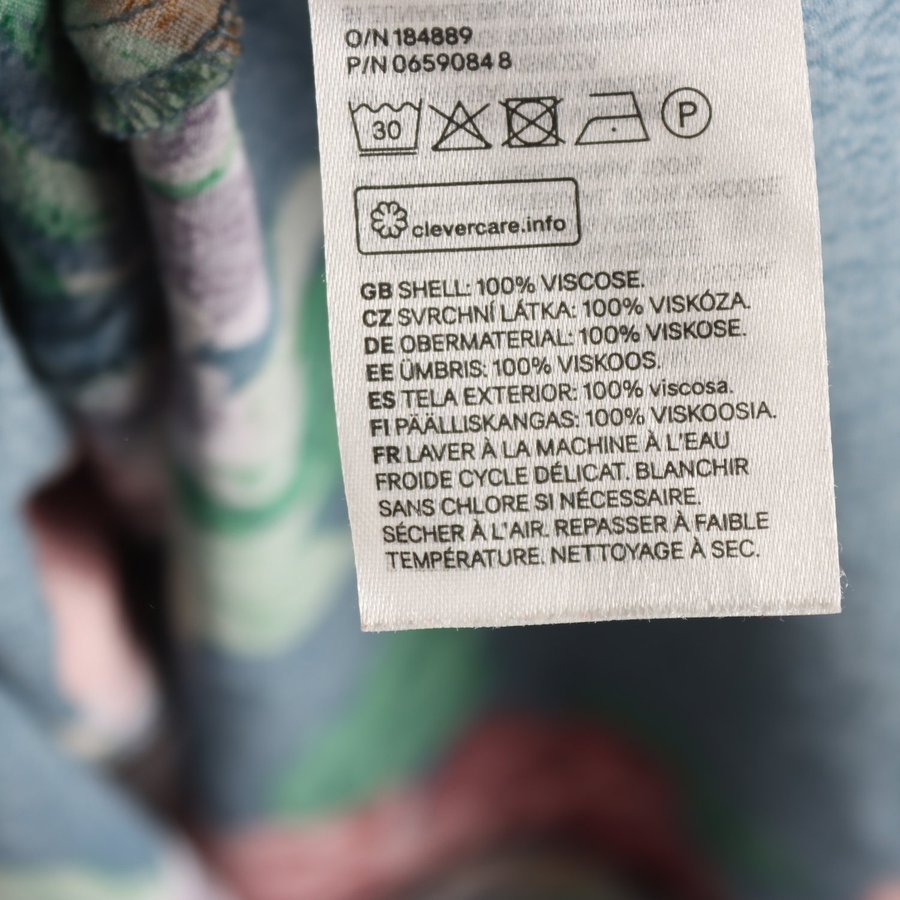 O/N 184889
P/N 0659084 8
30 P
clevercare.info
GB SHELL: 100% VISCOSE.
CZ SVRCHNÍ LÁTKA: 100% VISKÓZA.
DE OBERMATERIAL: 100% VISKOSE.
EE ÜMBRIS: 100% VISKOOS.
ES TELA EXTERIOR: 100% viscosa.
FI PÄÄLLISKANGAS: 100% VISKOOSIA.
FR LAVER À LA MACHINE À L'EAU
FROIDE CYCLE DÉLICAT. BLANCHIR
SANS CHLORE SI NÉCESSAIRE.
SÉCHER À L'AIR. REPASSER À FAIBLE
TEMPÉRATURE. NETTOYAGE À SEC.